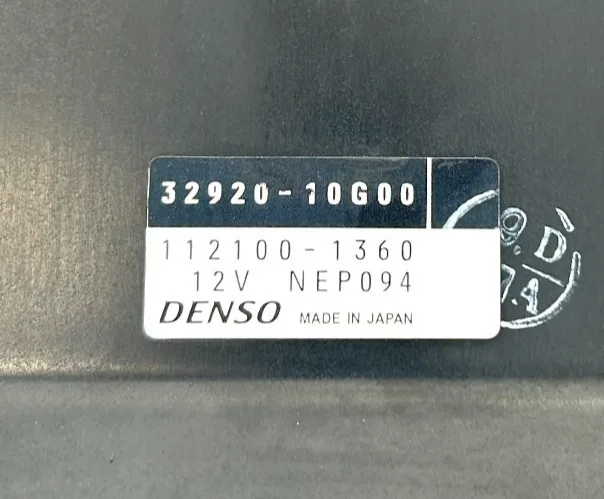 32920-10G00
112100-1360
12V NEP094
DENSO MADE IN JAPAN